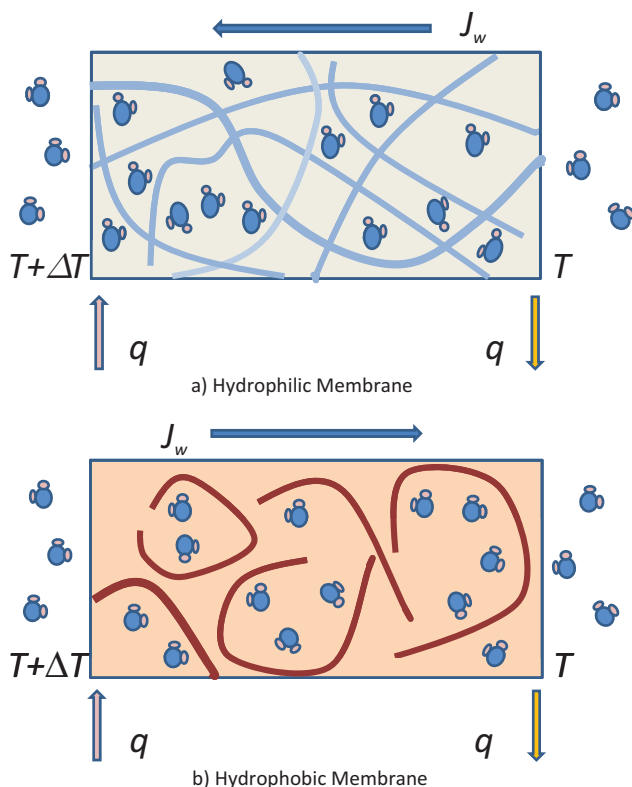 J_w
T+ΔT T
q q
a) Hydrophilic Membrane
J_w
T+ΔT T
q q
b) Hydrophobic Membrane